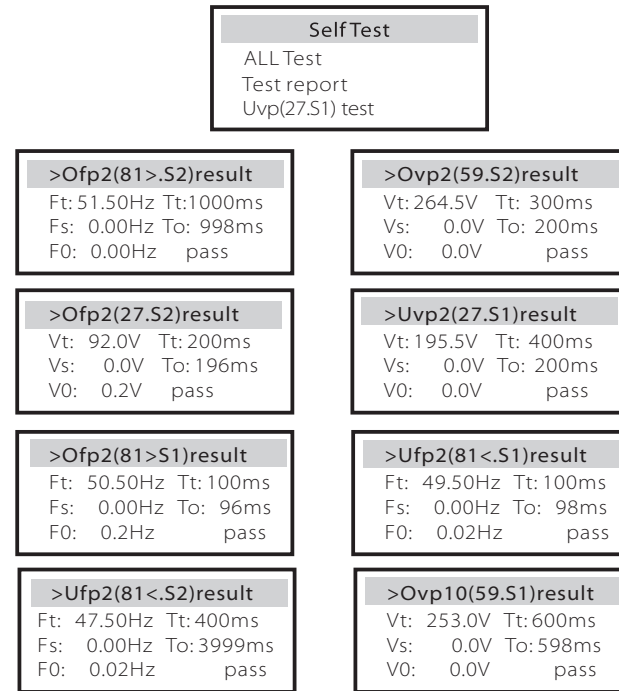 Self Test
ALL Test
Test report
Uvp(27.S1) test
>Ofp2(81>.S2)result
Ft: 51.50Hz Tt:1000ms
Fs: 0.00Hz To: 998ms
F0: 0.00Hz pass
>Ovp2(59.S2)result
Vt: 264.5V Tt: 300ms
Vs: 0.0V To: 200ms
V0: 0.0V pass
>Ofp2(27.S2)result
Vt: 92.0V Tt: 200ms
Vs: 0.0V To: 196ms
V0: 0.2V pass
>Uvp2(27.S1)result
Vt: 195.5V Tt: 400ms
Vs: 0.0V To: 200ms
V0: 0.0V pass
>Ofp2(81>S1)result
Ft: 50.50Hz Tt: 100ms
Fs: 0.00Hz To: 96ms
F0: 0.2Hz pass
>Ufp2(81<.S1)result
Ft: 49.50Hz Tt: 100ms
Fs: 0.00Hz To: 98ms
F0: 0.02Hz pass
>Ufp2(81<.S2)result
Ft: 47.50Hz Tt: 400ms
Fs: 0.00Hz To: 3999ms
F0: 0.02Hz pass
>Ovp10(59.S1)result
Vt: 253.0V Tt: 600ms
Vs: 0.0V To: 598ms
V0: 0.0V pass